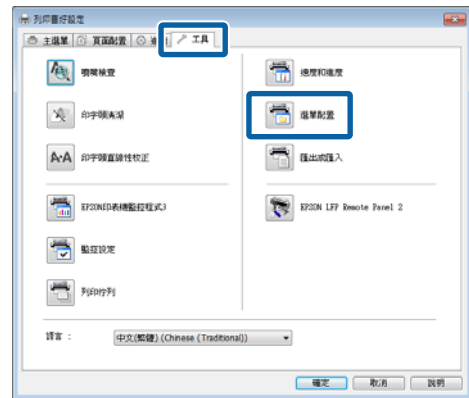 列印喜好設定
主選單 頁面配置 工具
噴嘴檢查
印字頭清潔
印字頭直線性校正
EPSON印表機監控程式3
監控設定
列印佇列
速度和進度
選單配置
匯出或匯入
EPSON LFP Remote Panel 2
語言 : 中文(繁體) (Chinese (Traditional))
確定 取消 說明